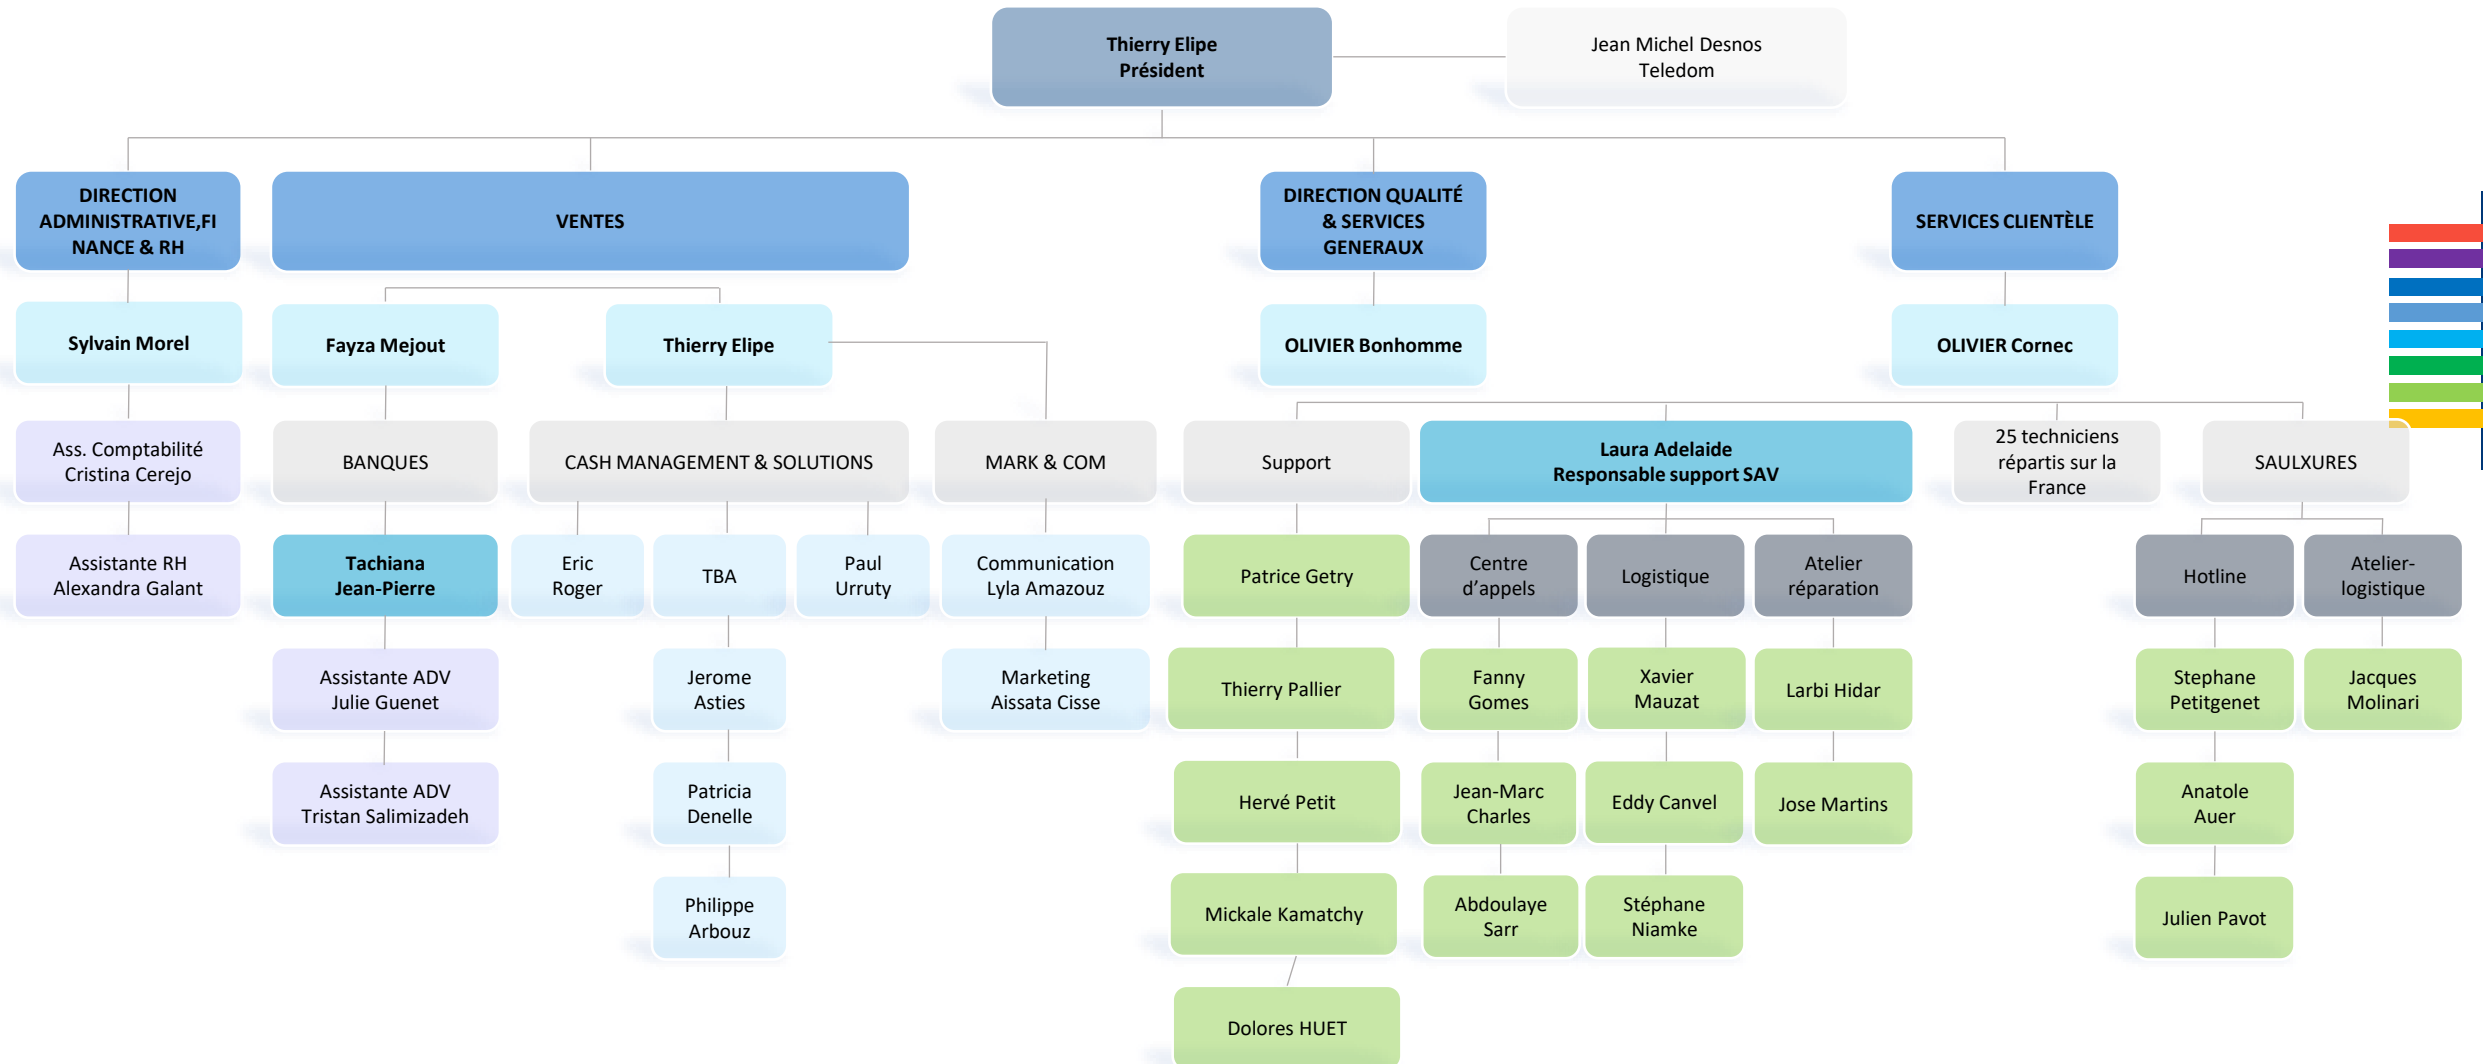 Thierry Elipe
Président
Jean Michel Desnos
Teledom
DIRECTION
ADMINISTRATIVE,FI
NANCE & RH
VENTES
DIRECTION QUALITÉ
& SERVICES
GENERAUX
SERVICES CLIENTÈLE
Sylvain Morel
Fayza Mejout
Thierry Elipe
OLIVIER Bonhomme
OLIVIER Cornec
Ass. Comptabilité
Cristina Cerejo
BANQUES
CASH MANAGEMENT & SOLUTIONS
MARK & COM
Support
Laura Adelaide
Responsable support SAV
25 techniciens
répartis sur la
France
SAULXURES
Assistante RH
Alexandra Galant
Tachiana
Jean-Pierre
Eric
Roger
TBA
Paul
Urruty
Communication
Lyla Amazouz
Patrice Getry
Centre
d’appels
Logistique
Atelier
réparation
Hotline
Atelier-
logistique
Assistante ADV
Julie Guenet
Jerome
Asties
Marketing
Aissata Cisse
Thierry Pallier
Fanny
Gomes
Xavier
Mauzat
Larbi Hidar
Stephane
Petitgenet
Jacques
Molinari
Assistante ADV
Tristan Salimizadeh
Patricia
Denelle
Hervé Petit
Jean-Marc
Charles
Eddy Canvel
Jose Martins
Anatole
Auer
Philippe
Arbouz
Mickale Kamatchy
Abdoulaye
Sarr
Stéphane
Niamke
Julien Pavot
Dolores HUET